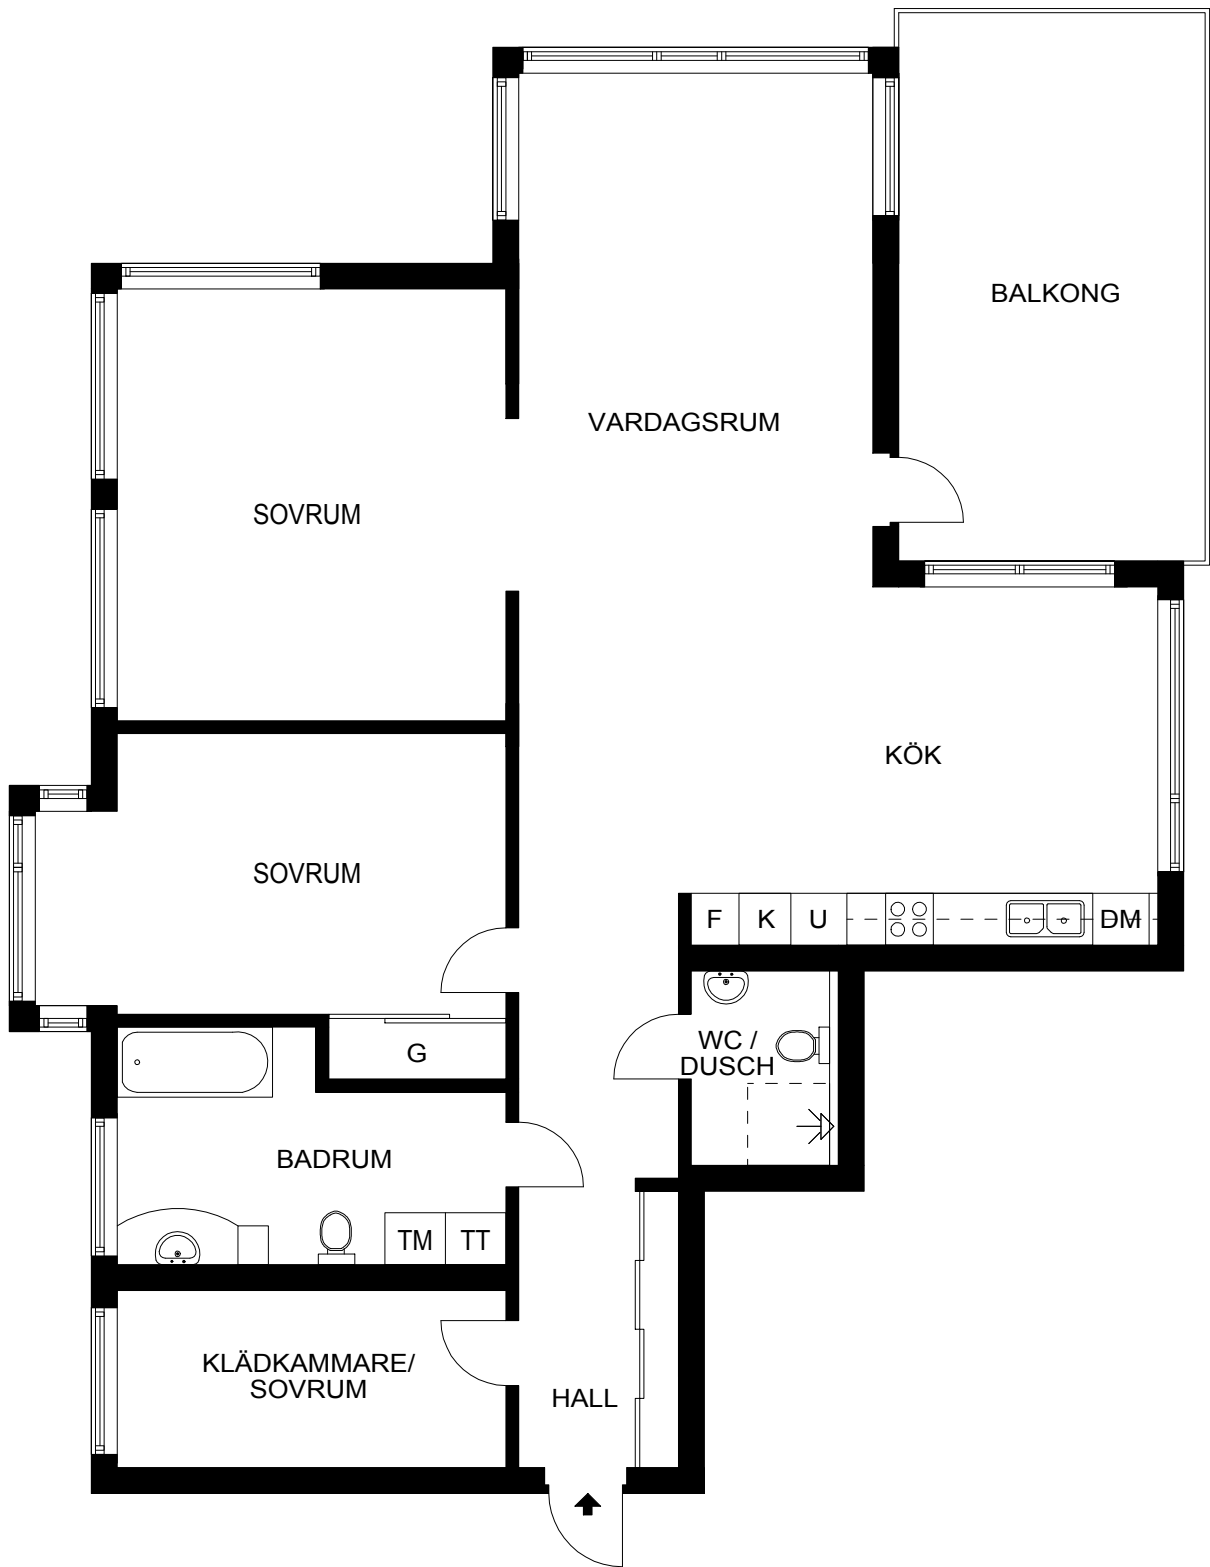 BALKONG
VARDAGSRUM
SOVRUM
KÖK
SOVRUM
F K U DM
WC /
DUSCH
G
BADRUM
TM TT
KLÄDKAMMARE/
SOVRUM
HALL